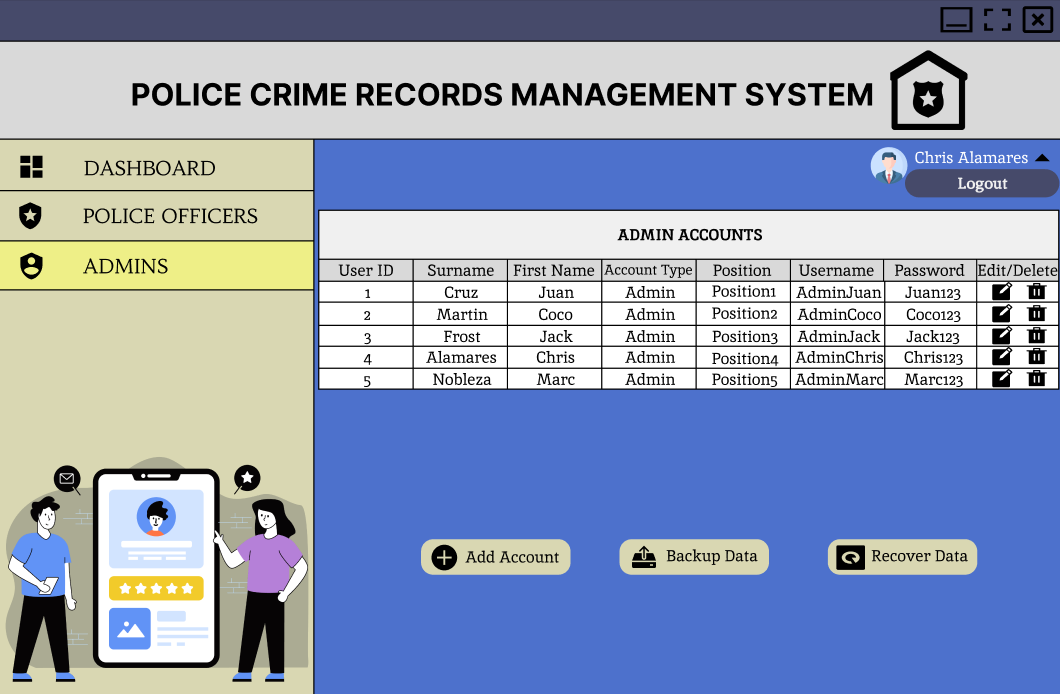 POLICE CRIME RECORDS MANAGEMENT SYSTEM
DASHBOARD
POLICE OFFICERS
ADMINS
Chris Alamares
Logout
ADMIN ACCOUNTS
User ID Surname First Name Account Type Position Username Password Edit/Delete
1 Cruz Juan Admin Position1 AdminJuan Juan123
2 Martin Coco Admin Position2 AdminCoco Coco123
3 Frost Jack Admin Position3 AdminJack Jack123
4 Alamares Chris Admin Position4 AdminChris Chris123
5 Nobleza Marc Admin Position5 AdminMarc Marc123
Add Account
Backup Data
Recover Data